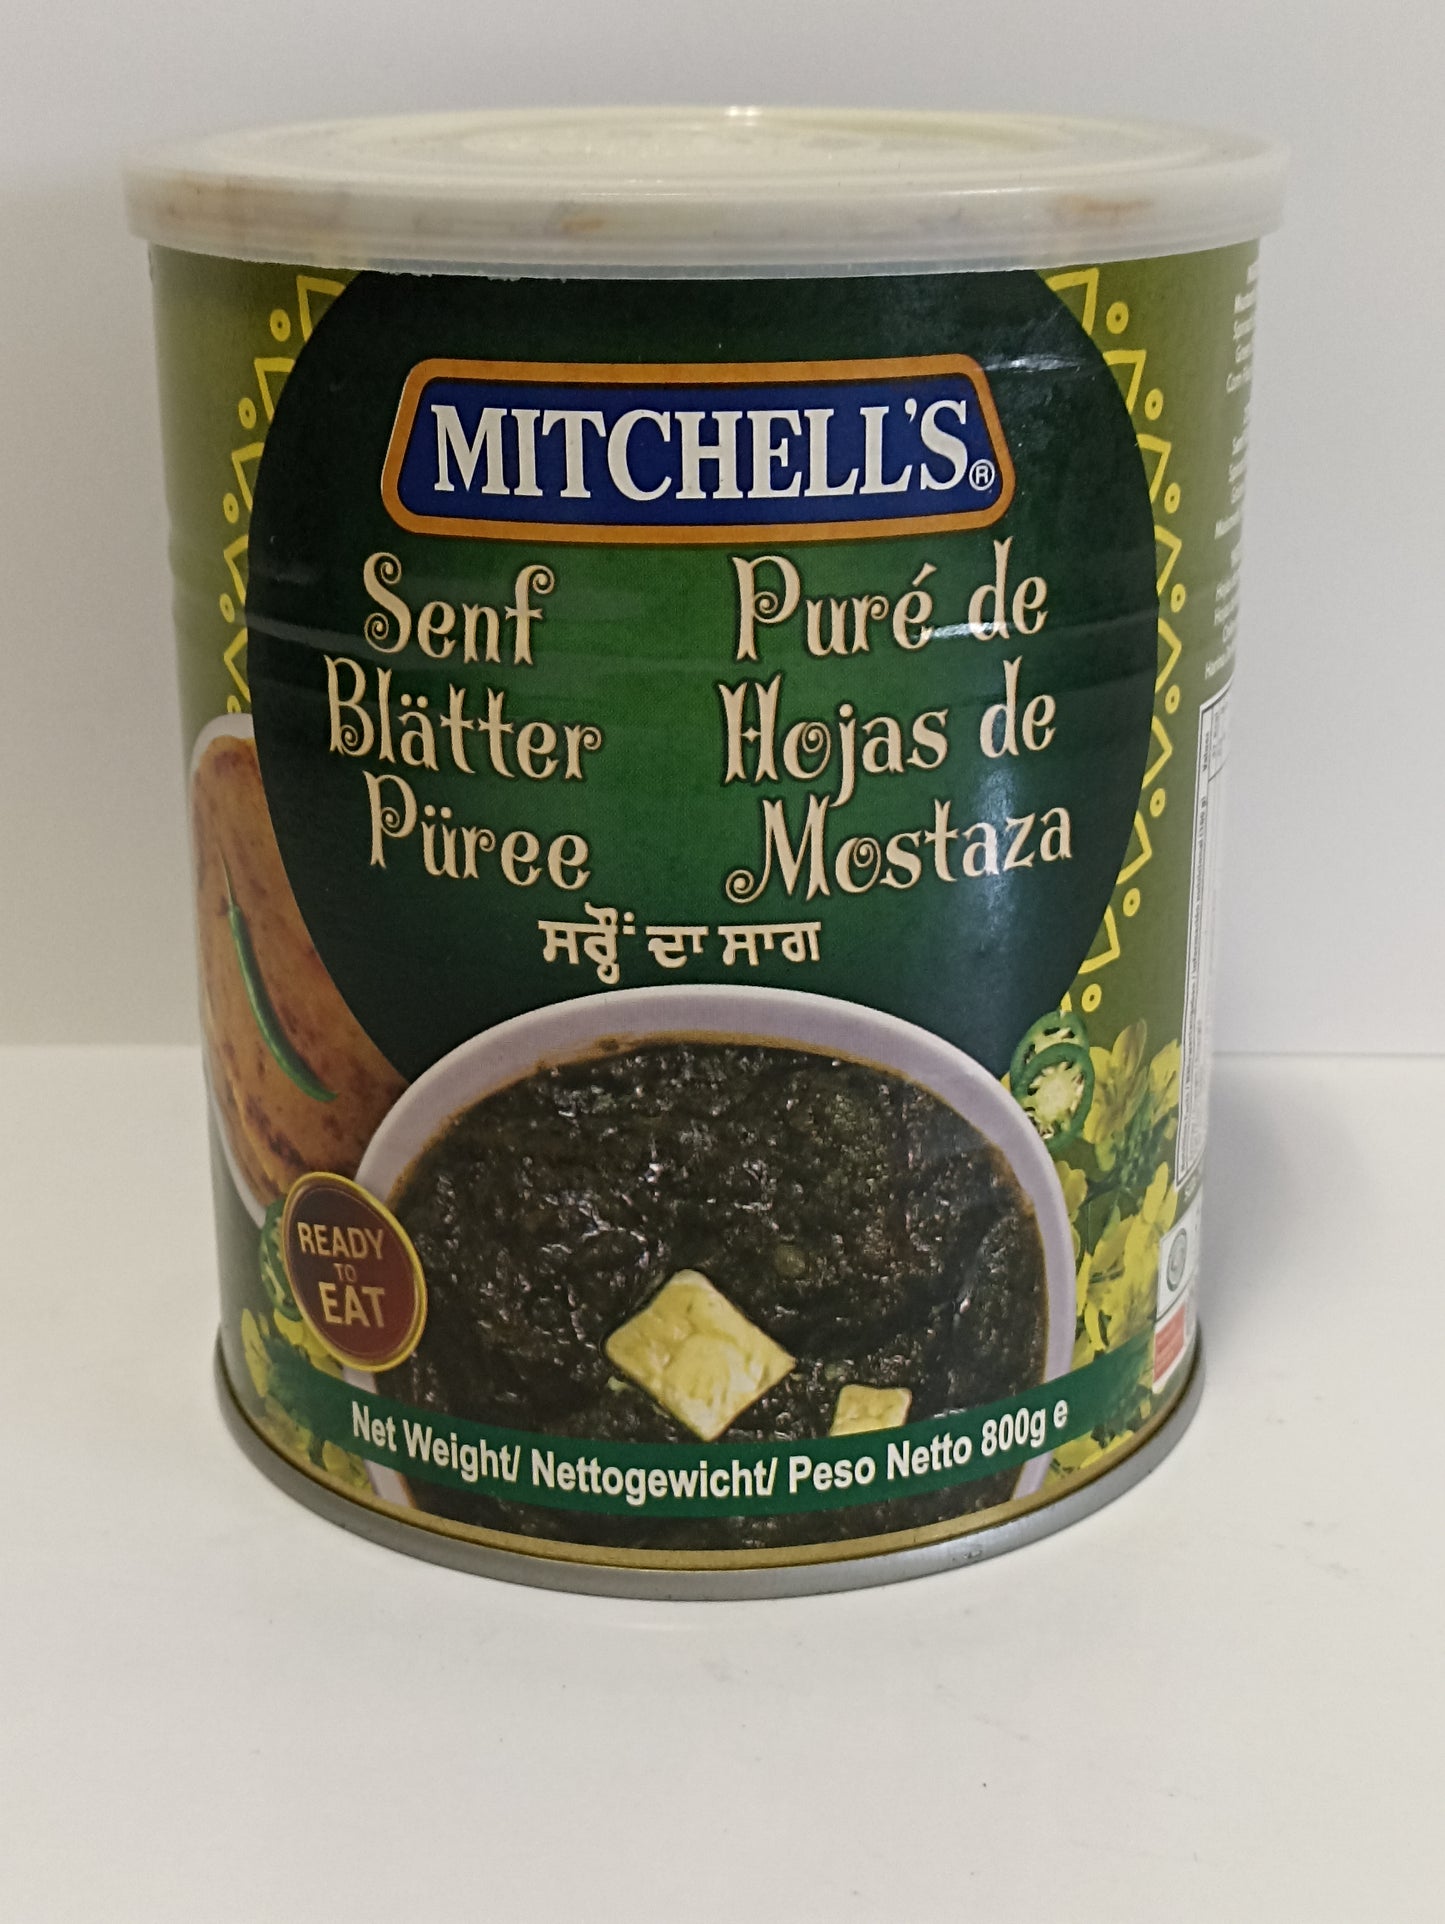 MITCHELL'S®
Senf
Blätter
Püree
Puré de
Hojas de
Mostaza
ਸਰ੍ਹੋਂ ਦਾ ਸਾਗ
READY
TO
EAT
Net Weight/ Nettogewicht/ Peso Netto 800g e